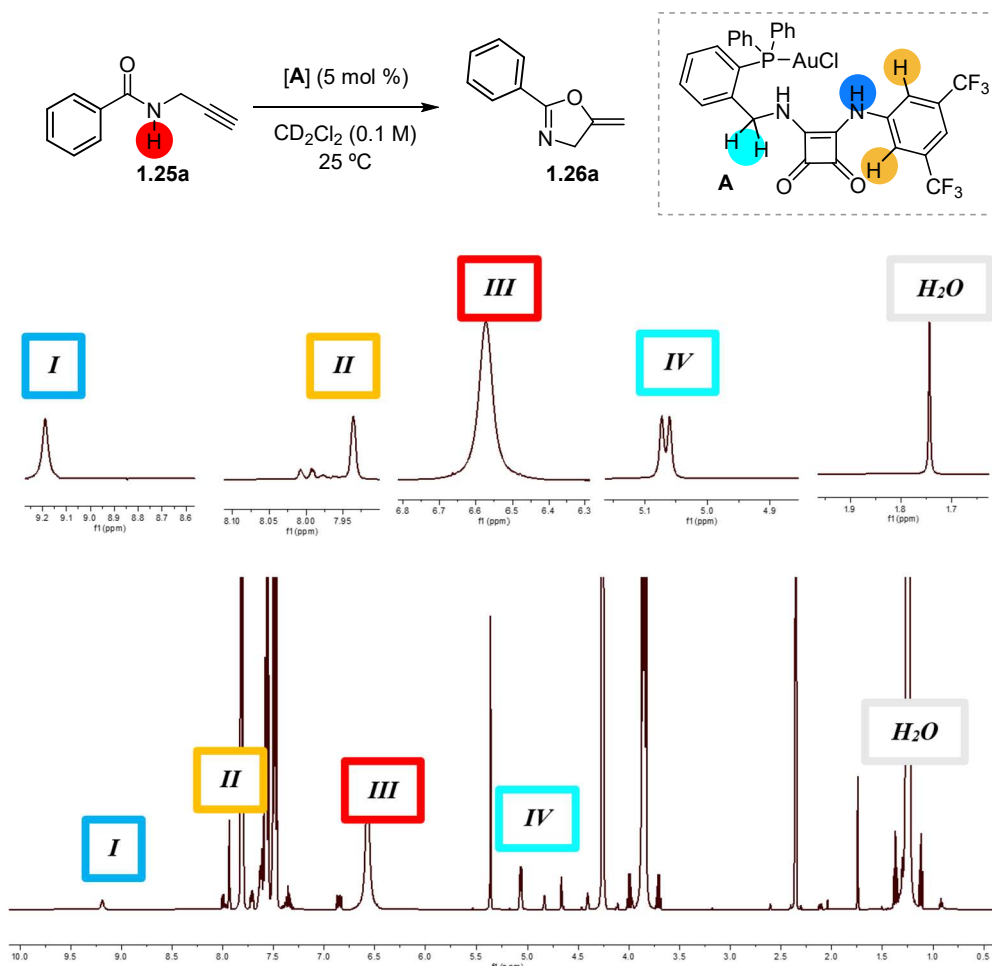 O
N
H
1.25a
[A] (5 mol %)
CD2Cl2 (0.1 M)
25 ºC
O
N
1.26a
Ph Ph
P AuCl
H H
H N N CF3
H H
H
O O
A
CF3
I
II
III
IV
H2O
9.2 9.1 9.0 8.9 8.8 8.7 8.6
f1 (ppm)
8.10 8.05 8.00 7.95
f1 (ppm)
6.8 6.7 6.6 6.5 6.4 6.3
f1 (ppm)
5.1 5.0 4.9
f1 (ppm)
1.9 1.8 1.7
f1 (ppm)
I
II
III
IV
H2O
10.0 9.5 9.0 8.5 8.0 7.5 7.0 6.5 6.0 5.5 5.0 4.5 4.0 3.5 3.0 2.5 2.0 1.5 1.0 0.5
f1 (ppm)